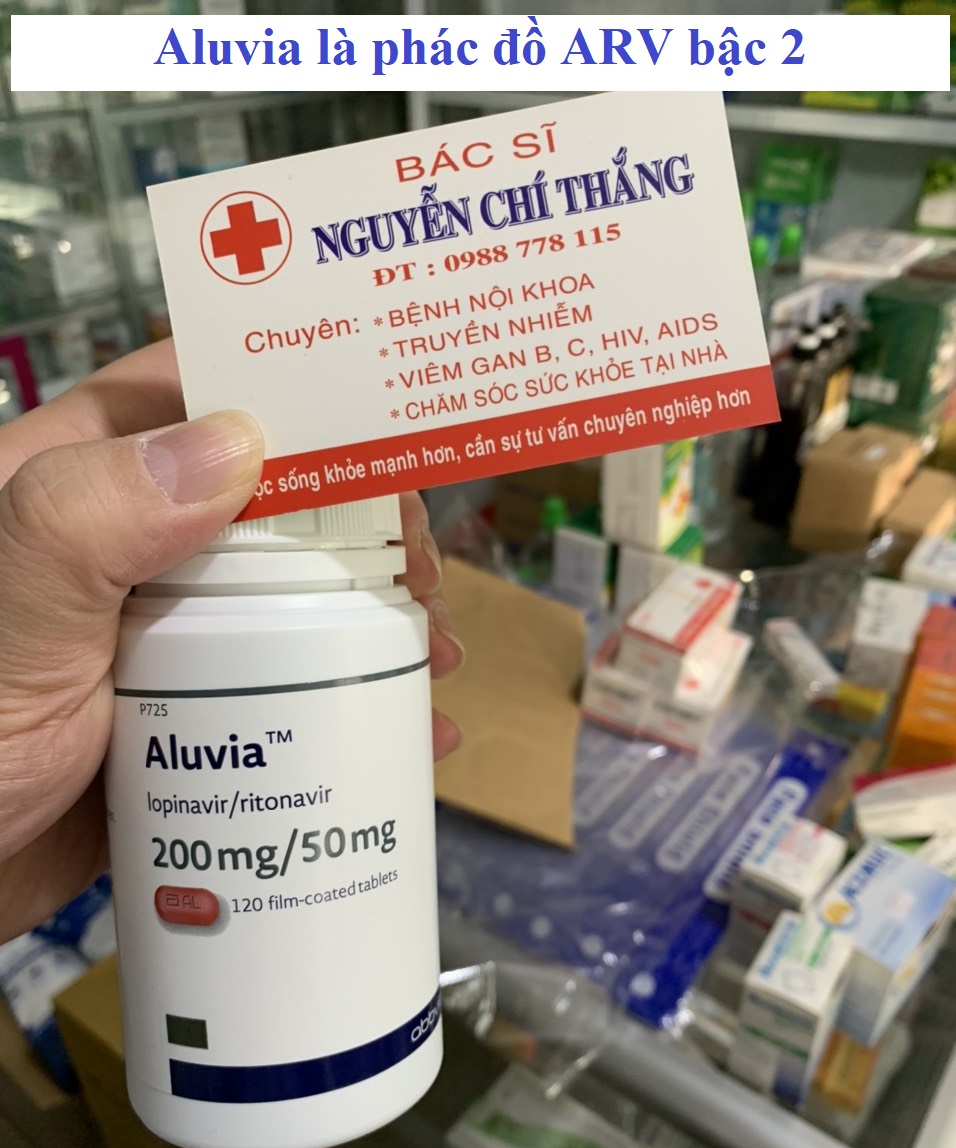 Aluvia là phác đồ ARV bậc 2
BÁC SĨ
NGUYỄN CHÍ THẮNG
ĐT : 0988 778 115
Chuyên: * BỆNH NỘI KHOA
* TRUYỀN NHIỄM
* VIÊM GAN B, C, HIV, AIDS
* CHĂM SÓC SỨC KHỎE TẠI NHÀ
sống khỏe mạnh hơn, cần sự tư vấn chuyên nghiệp hơn
P725
Aluvia™
lopinavir/ritonavir
200mg/50mg
aAL
120 film-coated tablets